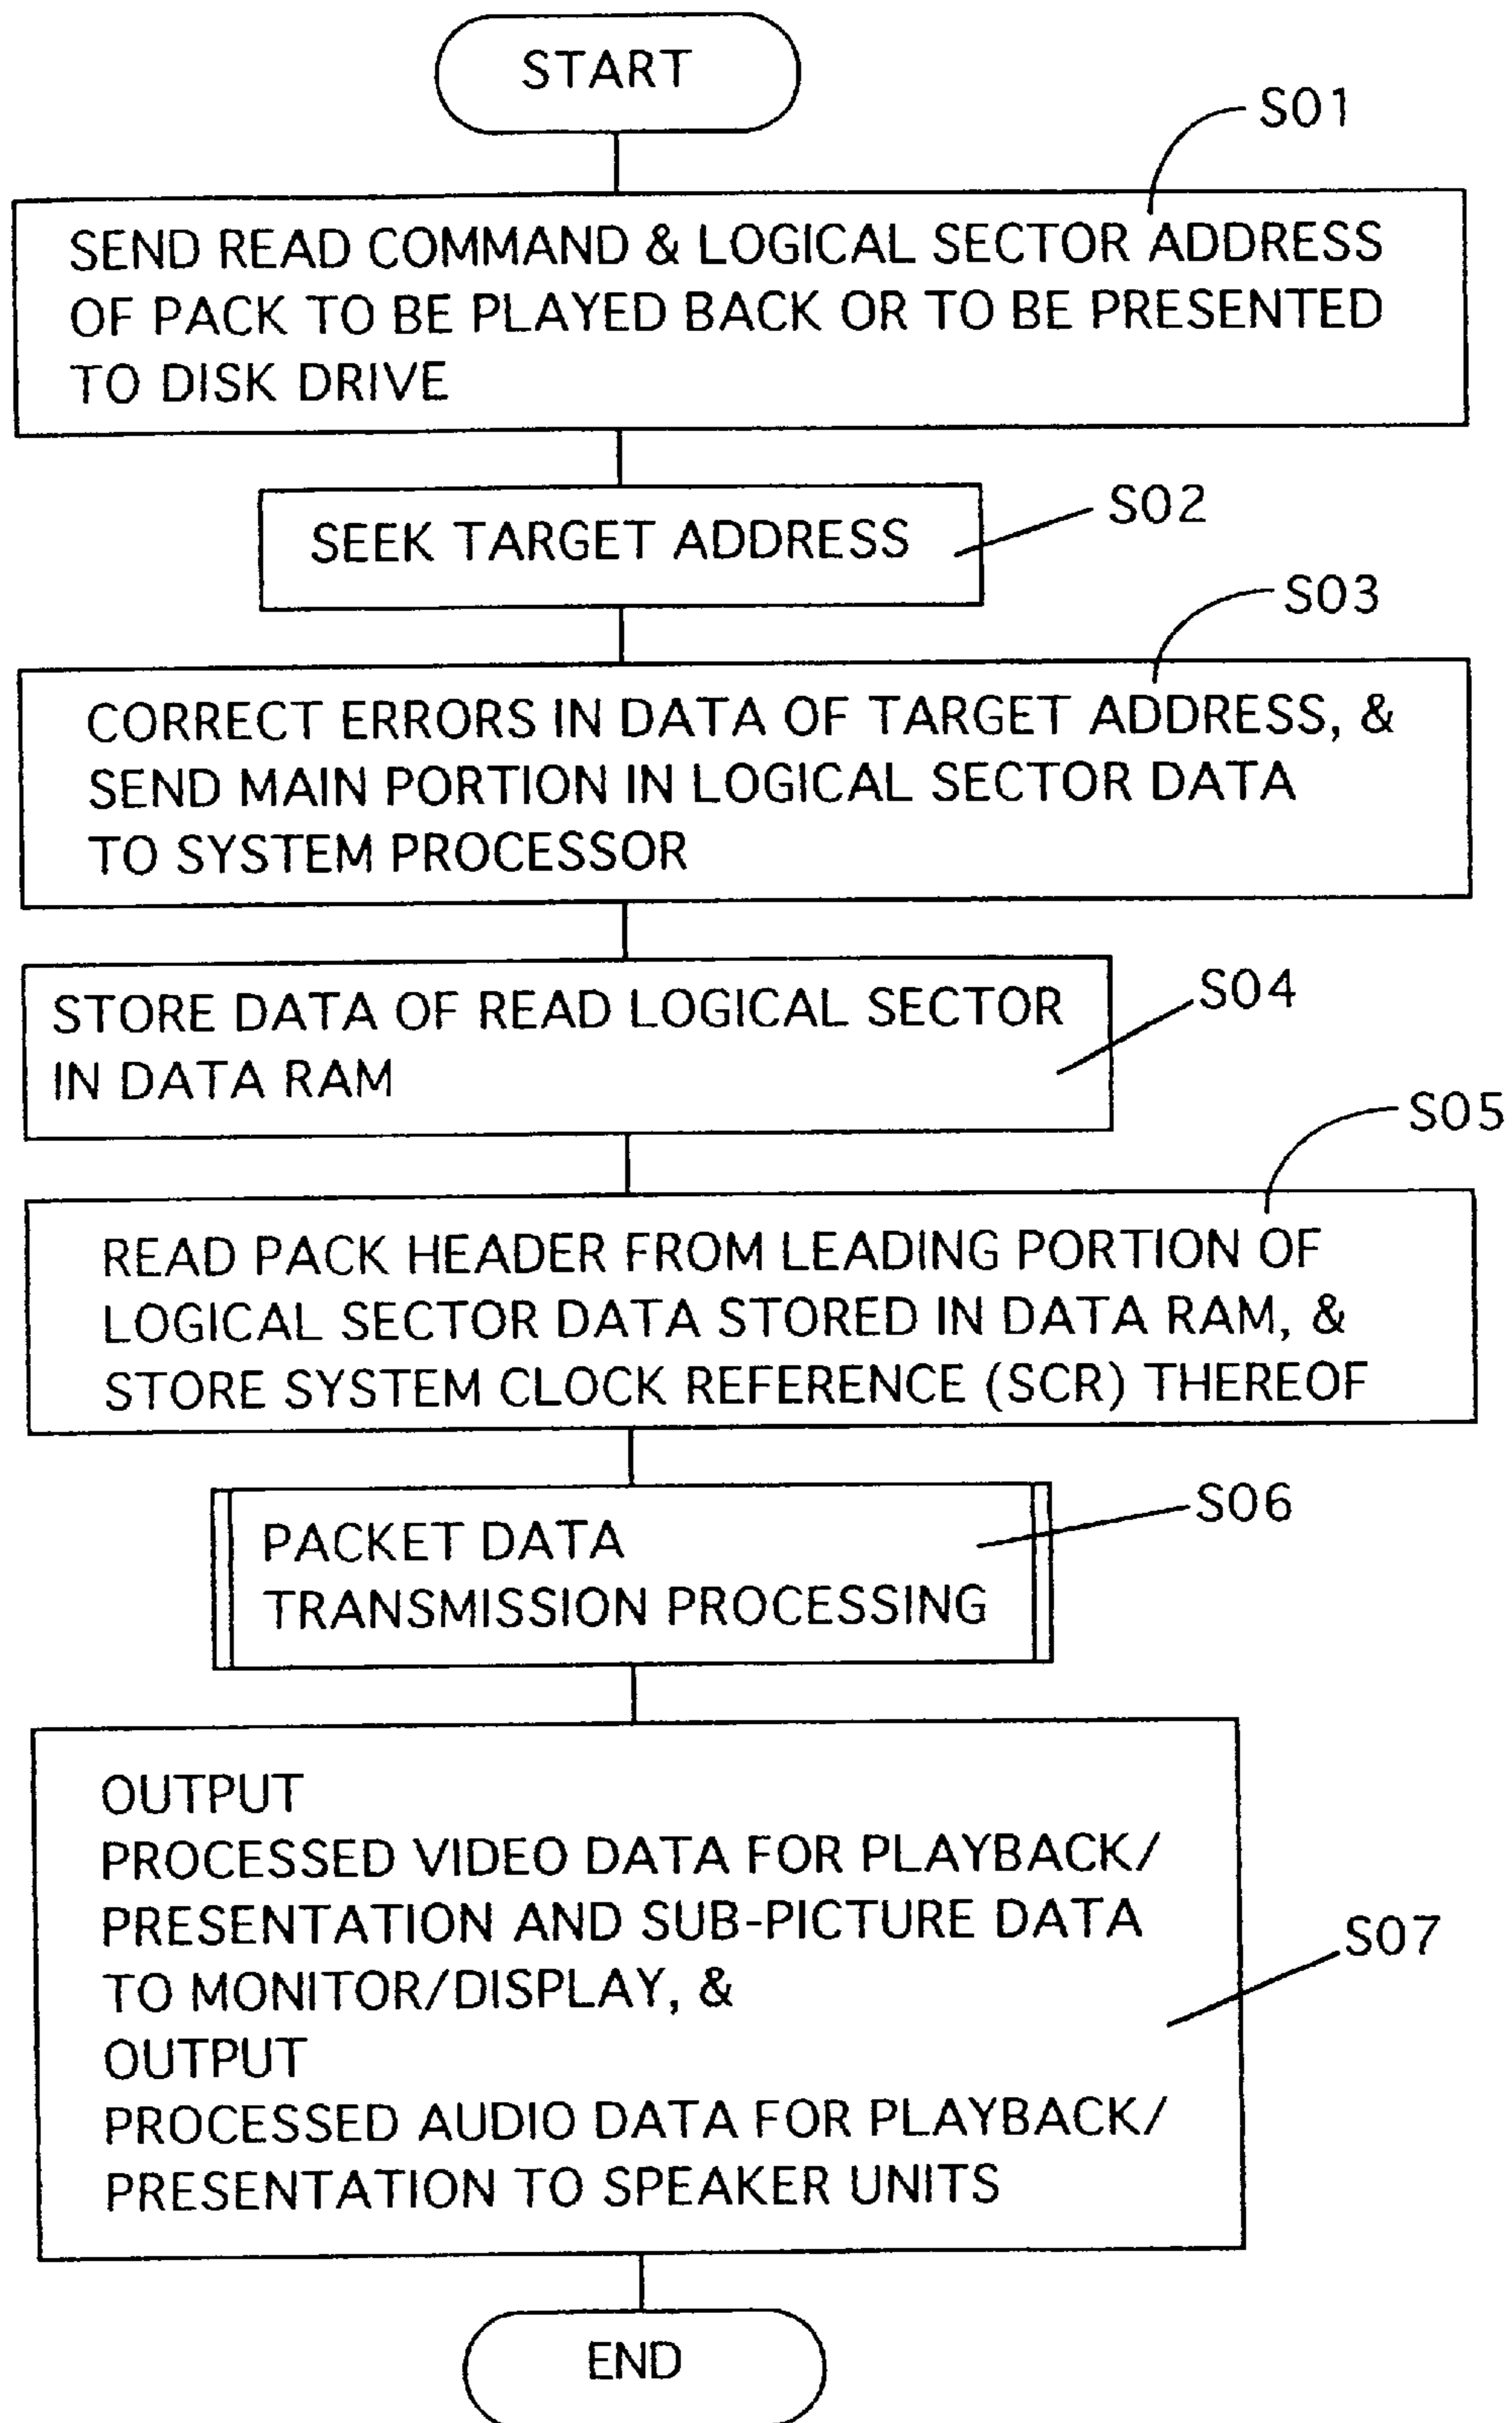 START
S01
SEND READ COMMAND & LOGICAL SECTOR ADDRESS
OF PACK TO BE PLAYED BACK OR TO BE PRESENTED
TO DISK DRIVE
S02
SEEK TARGET ADDRESS
S03
CORRECT ERRORS IN DATA OF TARGET ADDRESS, &
SEND MAIN PORTION IN LOGICAL SECTOR DATA
TO SYSTEM PROCESSOR
S04
STORE DATA OF READ LOGICAL SECTOR
IN DATA RAM
S05
READ PACK HEADER FROM LEADING PORTION OF
LOGICAL SECTOR DATA STORED IN DATA RAM, &
STORE SYSTEM CLOCK REFERENCE (SCR) THEREOF
S06
PACKET DATA
TRANSMISSION PROCESSING
OUTPUT
PROCESSED VIDEO DATA FOR PLAYBACK/
PRESENTATION AND SUB-PICTURE DATA
S07
TO MONITOR/DISPLAY, &
OUTPUT
PROCESSED AUDIO DATA FOR PLAYBACK/
PRESENTATION TO SPEAKER UNITS
END